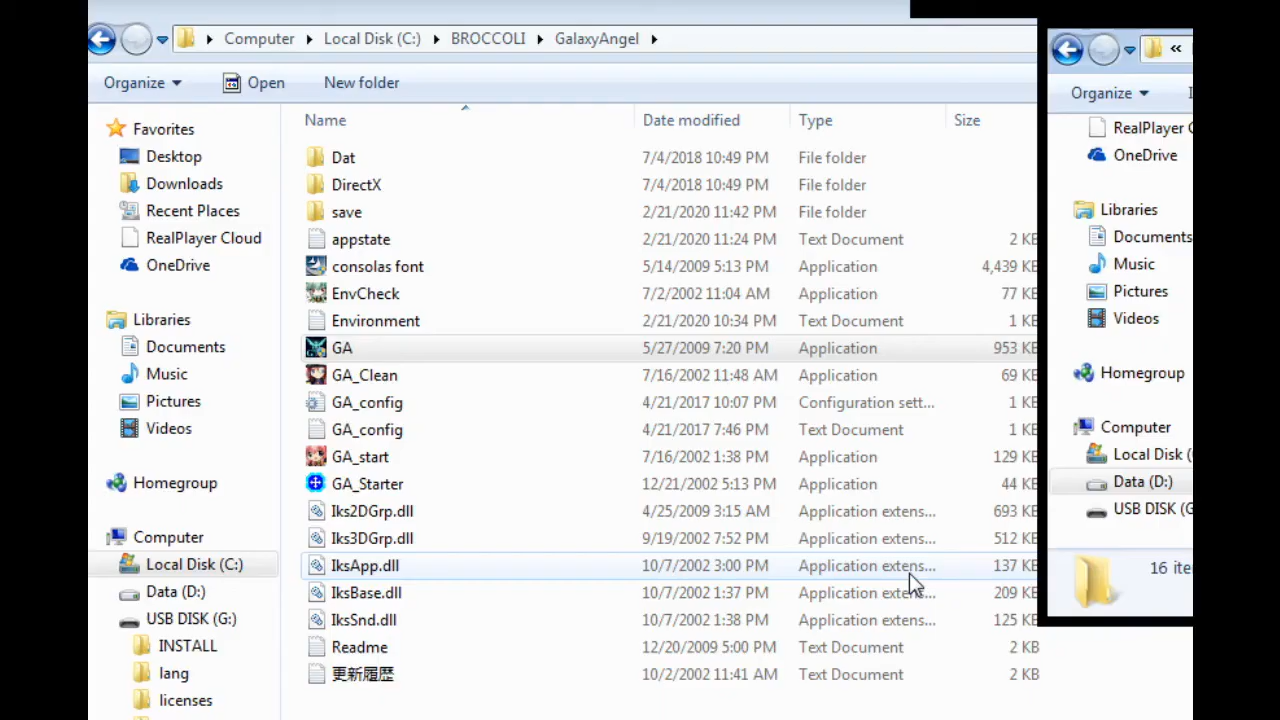 Computer Local Disk (C:) BROCCOLI GalaxyAngel
Organize Open New folder
Favorites
Desktop
Downloads
Recent Places
RealPlayer Cloud
OneDrive
Libraries
Documents
Music
Pictures
Videos
Homegroup
Computer
Local Disk (C:)
Data (D:)
USB DISK (G:)
INSTALL
lang
licenses
Name Date modified Type Size
Dat 7/4/2018 10:49 PM File folder
DirectX 7/4/2018 10:49 PM File folder
save 2/21/2020 11:42 PM File folder
appstate 2/21/2020 11:24 PM Text Document 2 KB
consolas font 5/14/2009 5:13 PM Application 4,439 KB
EnvCheck 7/2/2002 11:04 AM Application 77 KB
Environment 2/21/2020 10:34 PM Text Document 1 KB
GA 5/27/2009 7:20 PM Application 953 KB
GA_Clean 7/16/2002 11:48 AM Application 69 KB
GA_config 4/21/2017 10:07 PM Configuration sett... 1 KB
GA_config 4/21/2017 7:46 PM Text Document 1 KB
GA_start 7/16/2002 1:38 PM Application 129 KB
GA_Starter 12/21/2002 5:13 PM Application 44 KB
Iks2DGrp.dll 4/25/2009 3:15 AM Application extens... 693 KB
Iks3DGrp.dll 9/19/2002 7:52 PM Application extens... 512 KB
IksApp.dll 10/7/2002 3:00 PM Application extens... 137 KB
IksBase.dll 10/7/2002 1:37 PM Application extens... 209 KB
IksSnd.dll 10/7/2002 1:38 PM Application extens... 125 KB
Readme 12/20/2009 5:00 PM Text Document 2 KB
更新履歴 10/2/2002 11:41 AM Text Document 2 KB
«
Organize
RealPlayer
OneDrive
Libraries
Documents
Music
Pictures
Videos
Homegroup
Computer
Local Disk (
Data (D:)
USB DISK (G
16 ite